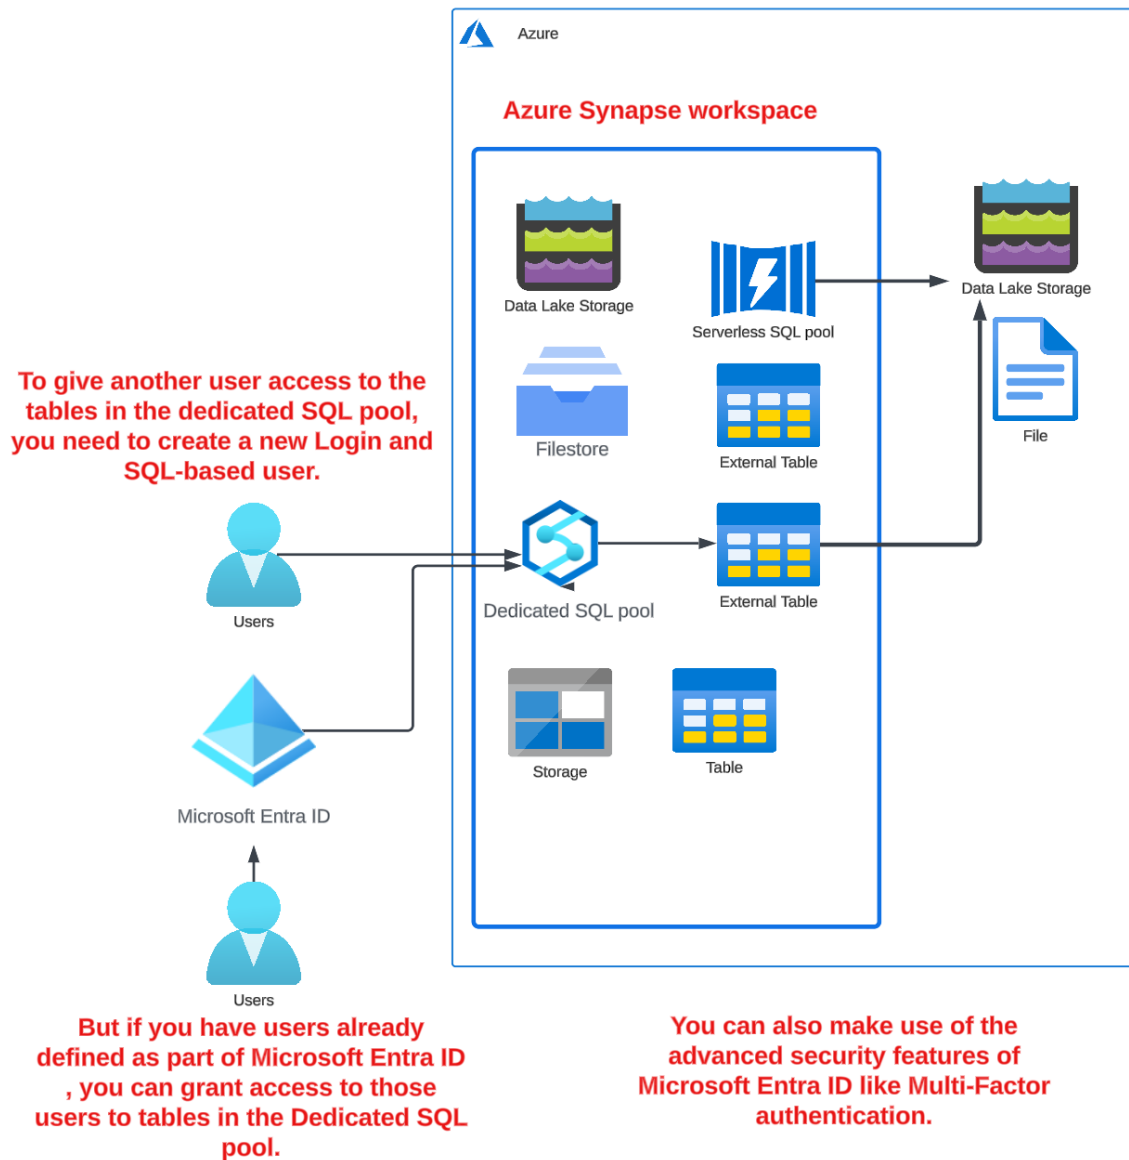 Azure
Azure Synapse workspace
Data Lake Storage
Serverless SQL pool
Data Lake Storage
File
Filestore
External Table
To give another user access to the
tables in the dedicated SQL pool,
you need to create a new Login and
SQL-based user.
Users
Dedicated SQL pool
External Table
Microsoft Entra ID
Storage
Table
Users
But if you have users already
defined as part of Microsoft Entra ID
, you can grant access to those
users to tables in the Dedicated SQL
pool.
You can also make use of the
advanced security features of
Microsoft Entra ID like Multi-Factor
authentication.